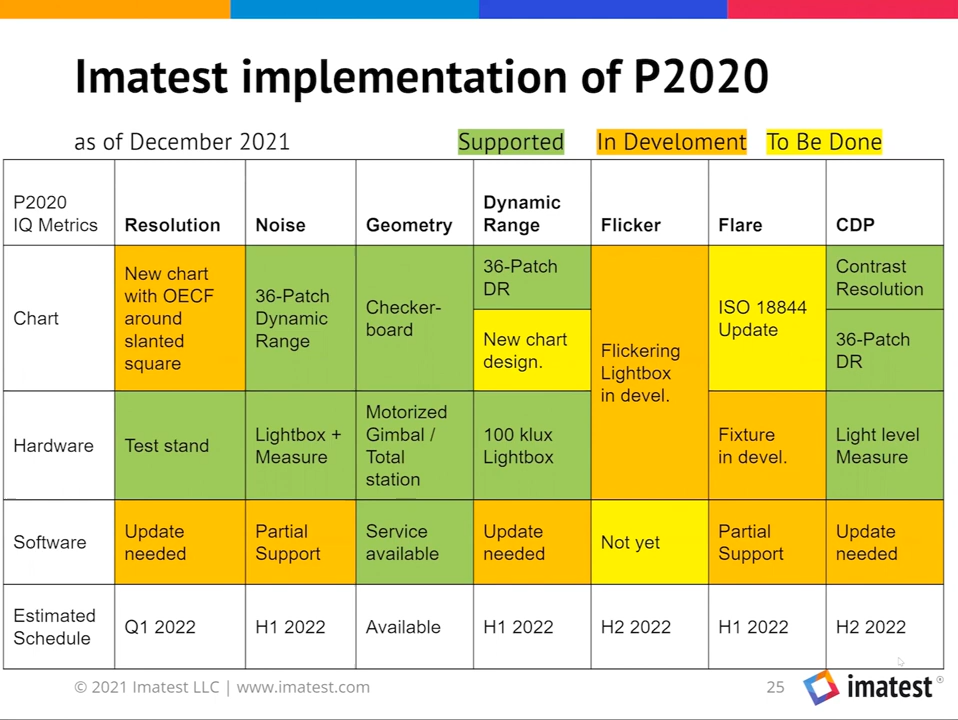 Imatest implementation of P2020
as of December 2021
Supported
In Develoment
To Be Done
P2020
IQ Metrics
Resolution
Noise
Geometry
Dynamic
Range
Flicker
Flare
CDP
Chart
New chart
with OECF
around
slanted
square
36-Patch
Dynamic
Range
Checker-
board
36-Patch
DR
New chart
design.
Flickering
Lightbox
in devel.
ISO 18844
Update
Contrast
Resolution
36-Patch
DR
Hardware
Test stand
Lightbox +
Measure
Motorized
Gimbal /
Total
station
100 klux
Lightbox
Fixture
in devel.
Light level
Measure
Software
Update
needed
Partial
Support
Service
available
Update
needed
Not yet
Partial
Support
Update
needed
Estimated
Schedule
Q1 2022
H1 2022
Available
H1 2022
H2 2022
H1 2022
H2 2022
© 2021 Imatest LLC | www.imatest.com
25
imatest®